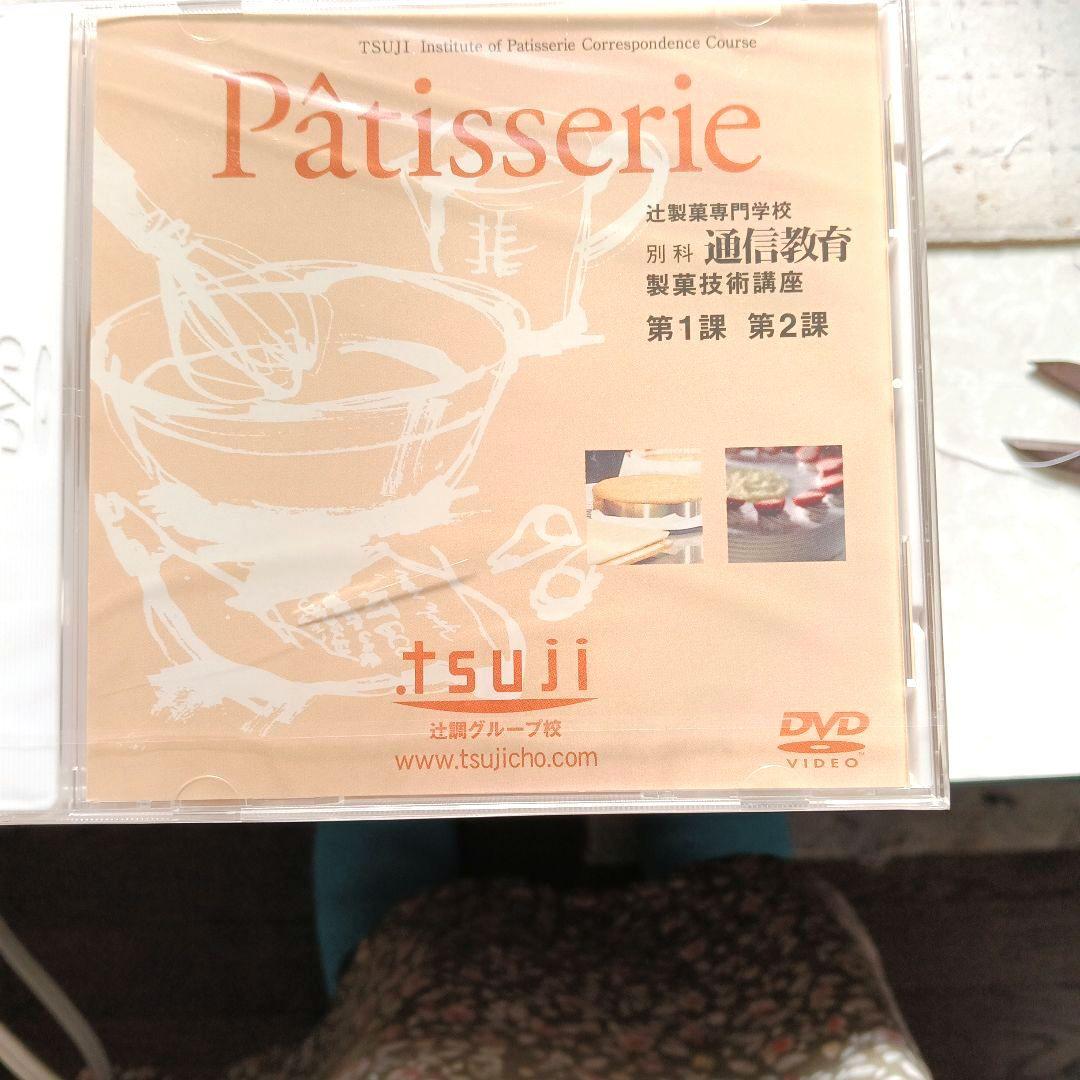 TSUJI Institute of Patisserie Correspondence Course
Pâtisserie
辻製菓専門学校
別科 通信教育
製菓技術講座
第1課 第2課
.tsuji
辻調グループ校
www.tsujicho.com
DVD
VIDEO